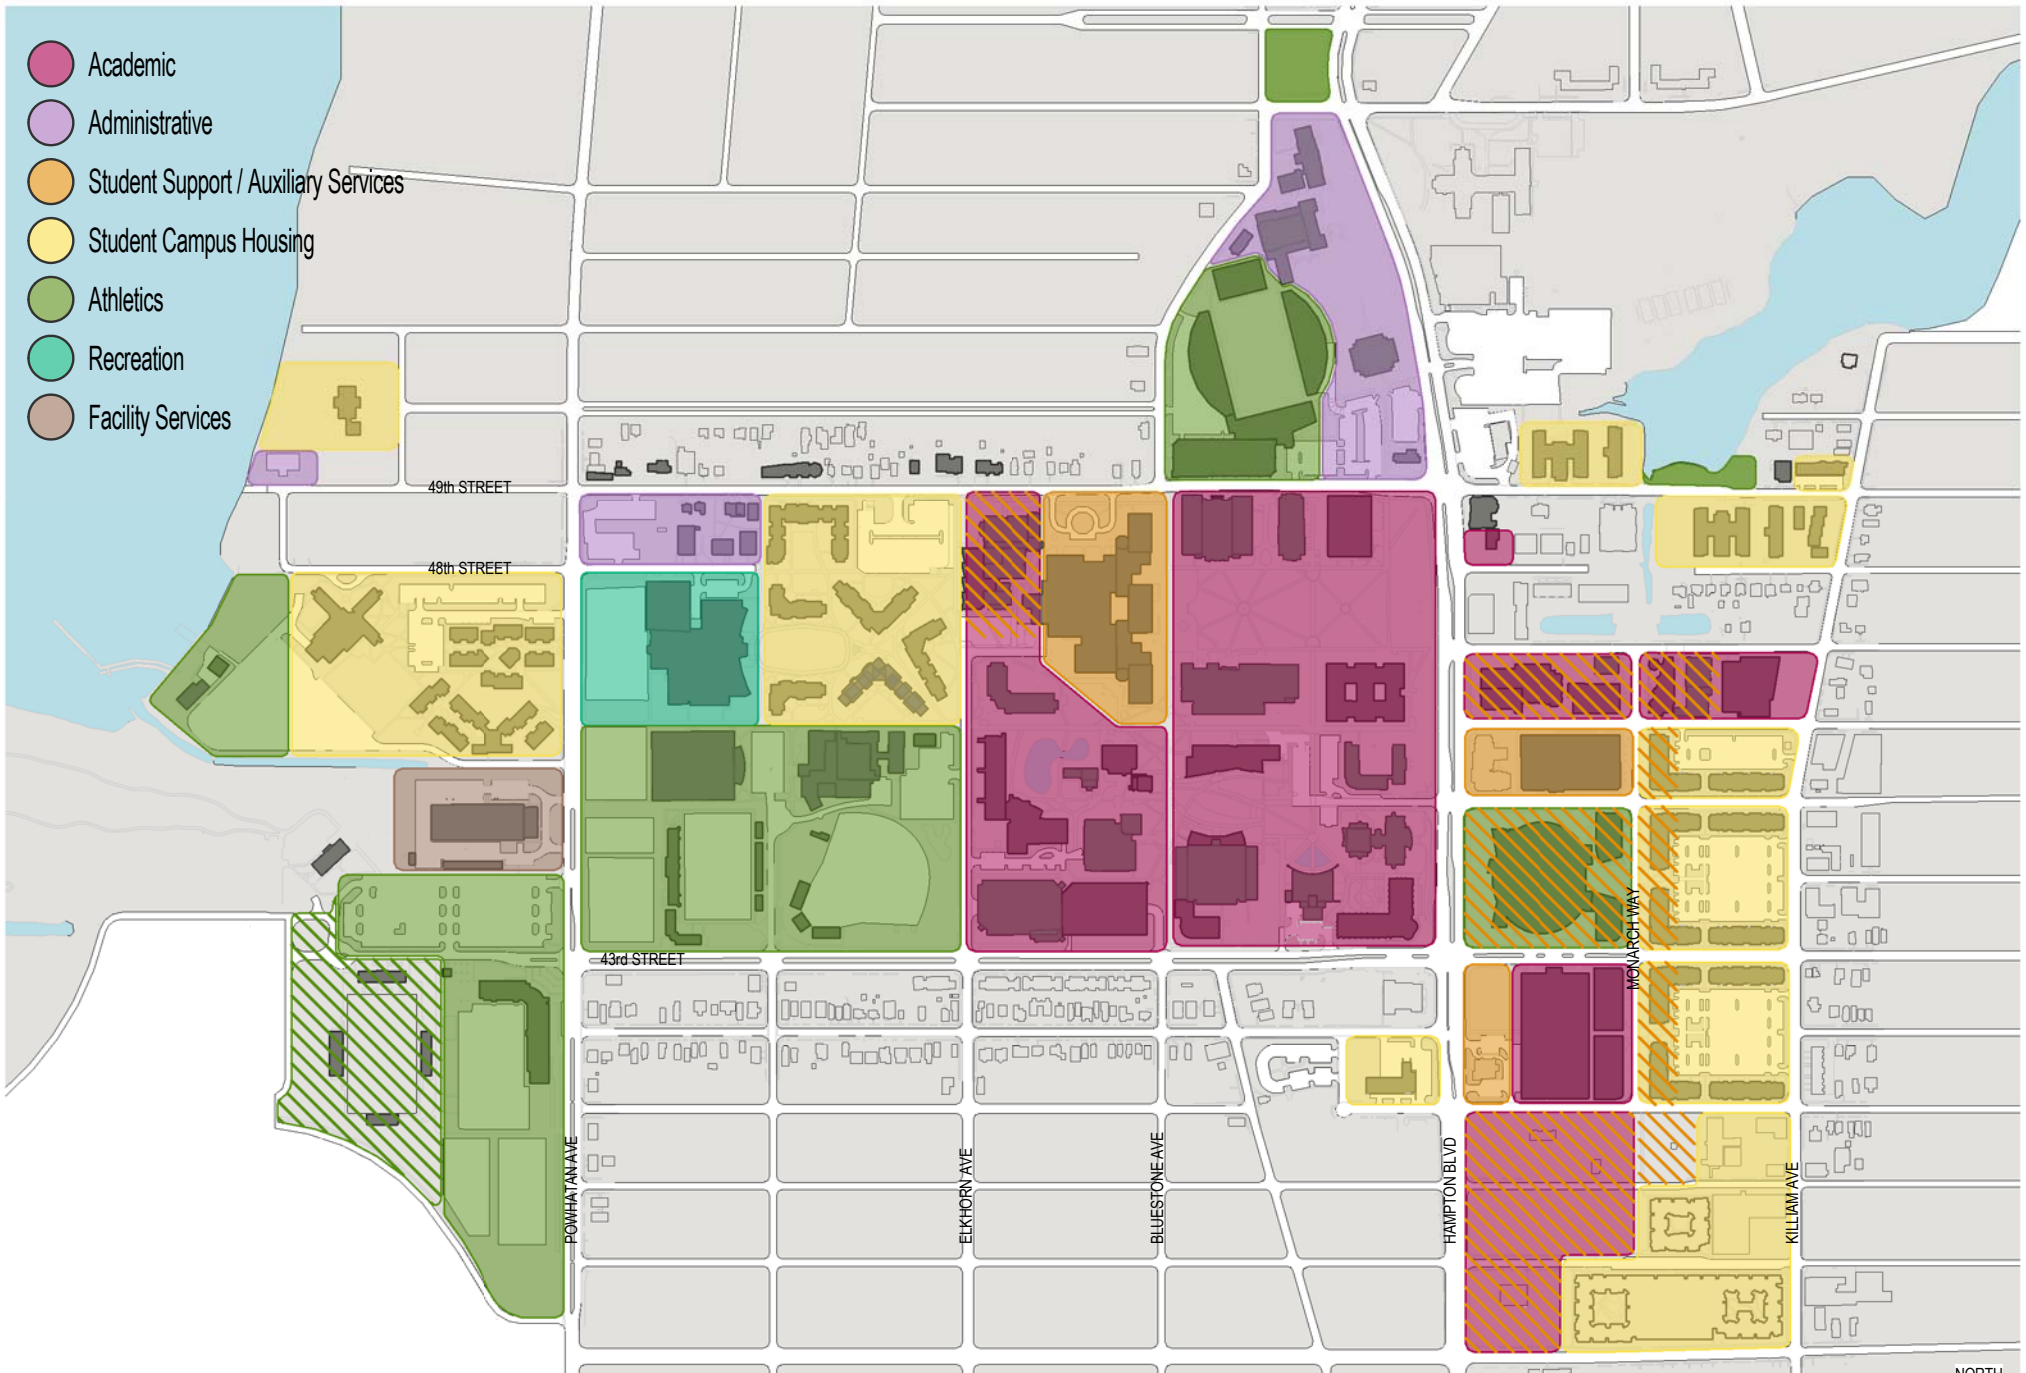 Academic
Administrative
Student Support / Auxiliary Services
Student Campus Housing
Athletics
Recreation
Facility Services
49th STREET
48th STREET
43rd STREET
MONARCH WAY
POWHATAN AVE
ELKHORN AVE
BLUESTONE AVE
HAMPTON BLVD
KILLIAM AVE
NORTH